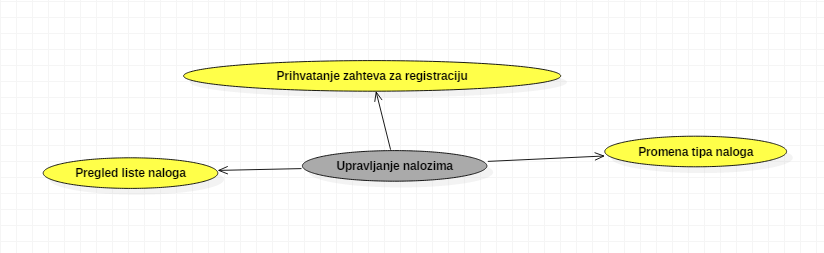 Prihvatanje zahteva za registraciju
Promena tipa naloga
Upravljanje nalozima
Pregled liste naloga